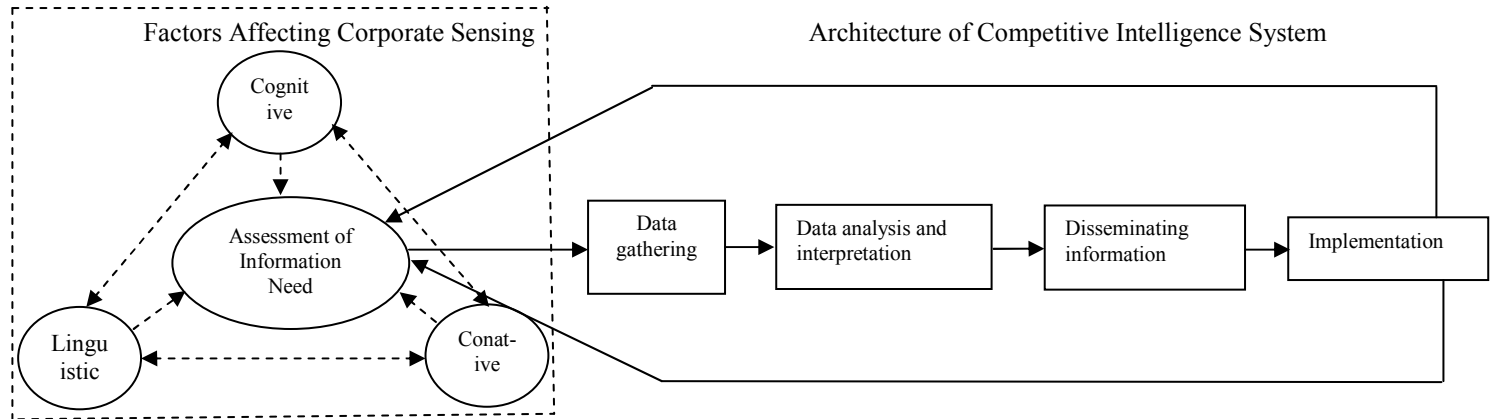 Factors Affecting Corporate Sensing
Architecture of Competitive Intelligence System
Cognit
ive
Assessment of
Information
Need
Lingu
istic
Conat-
ive
Data
gathering
Data analysis and
interpretation
Disseminating
information
Implementation